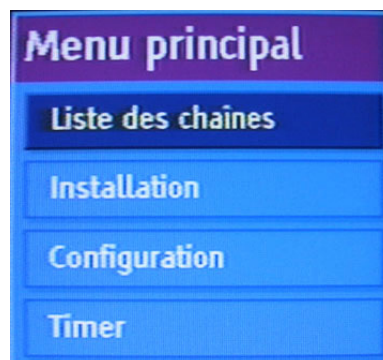 Menu principal
Liste des chaînes
Installation
Configuration
Timer